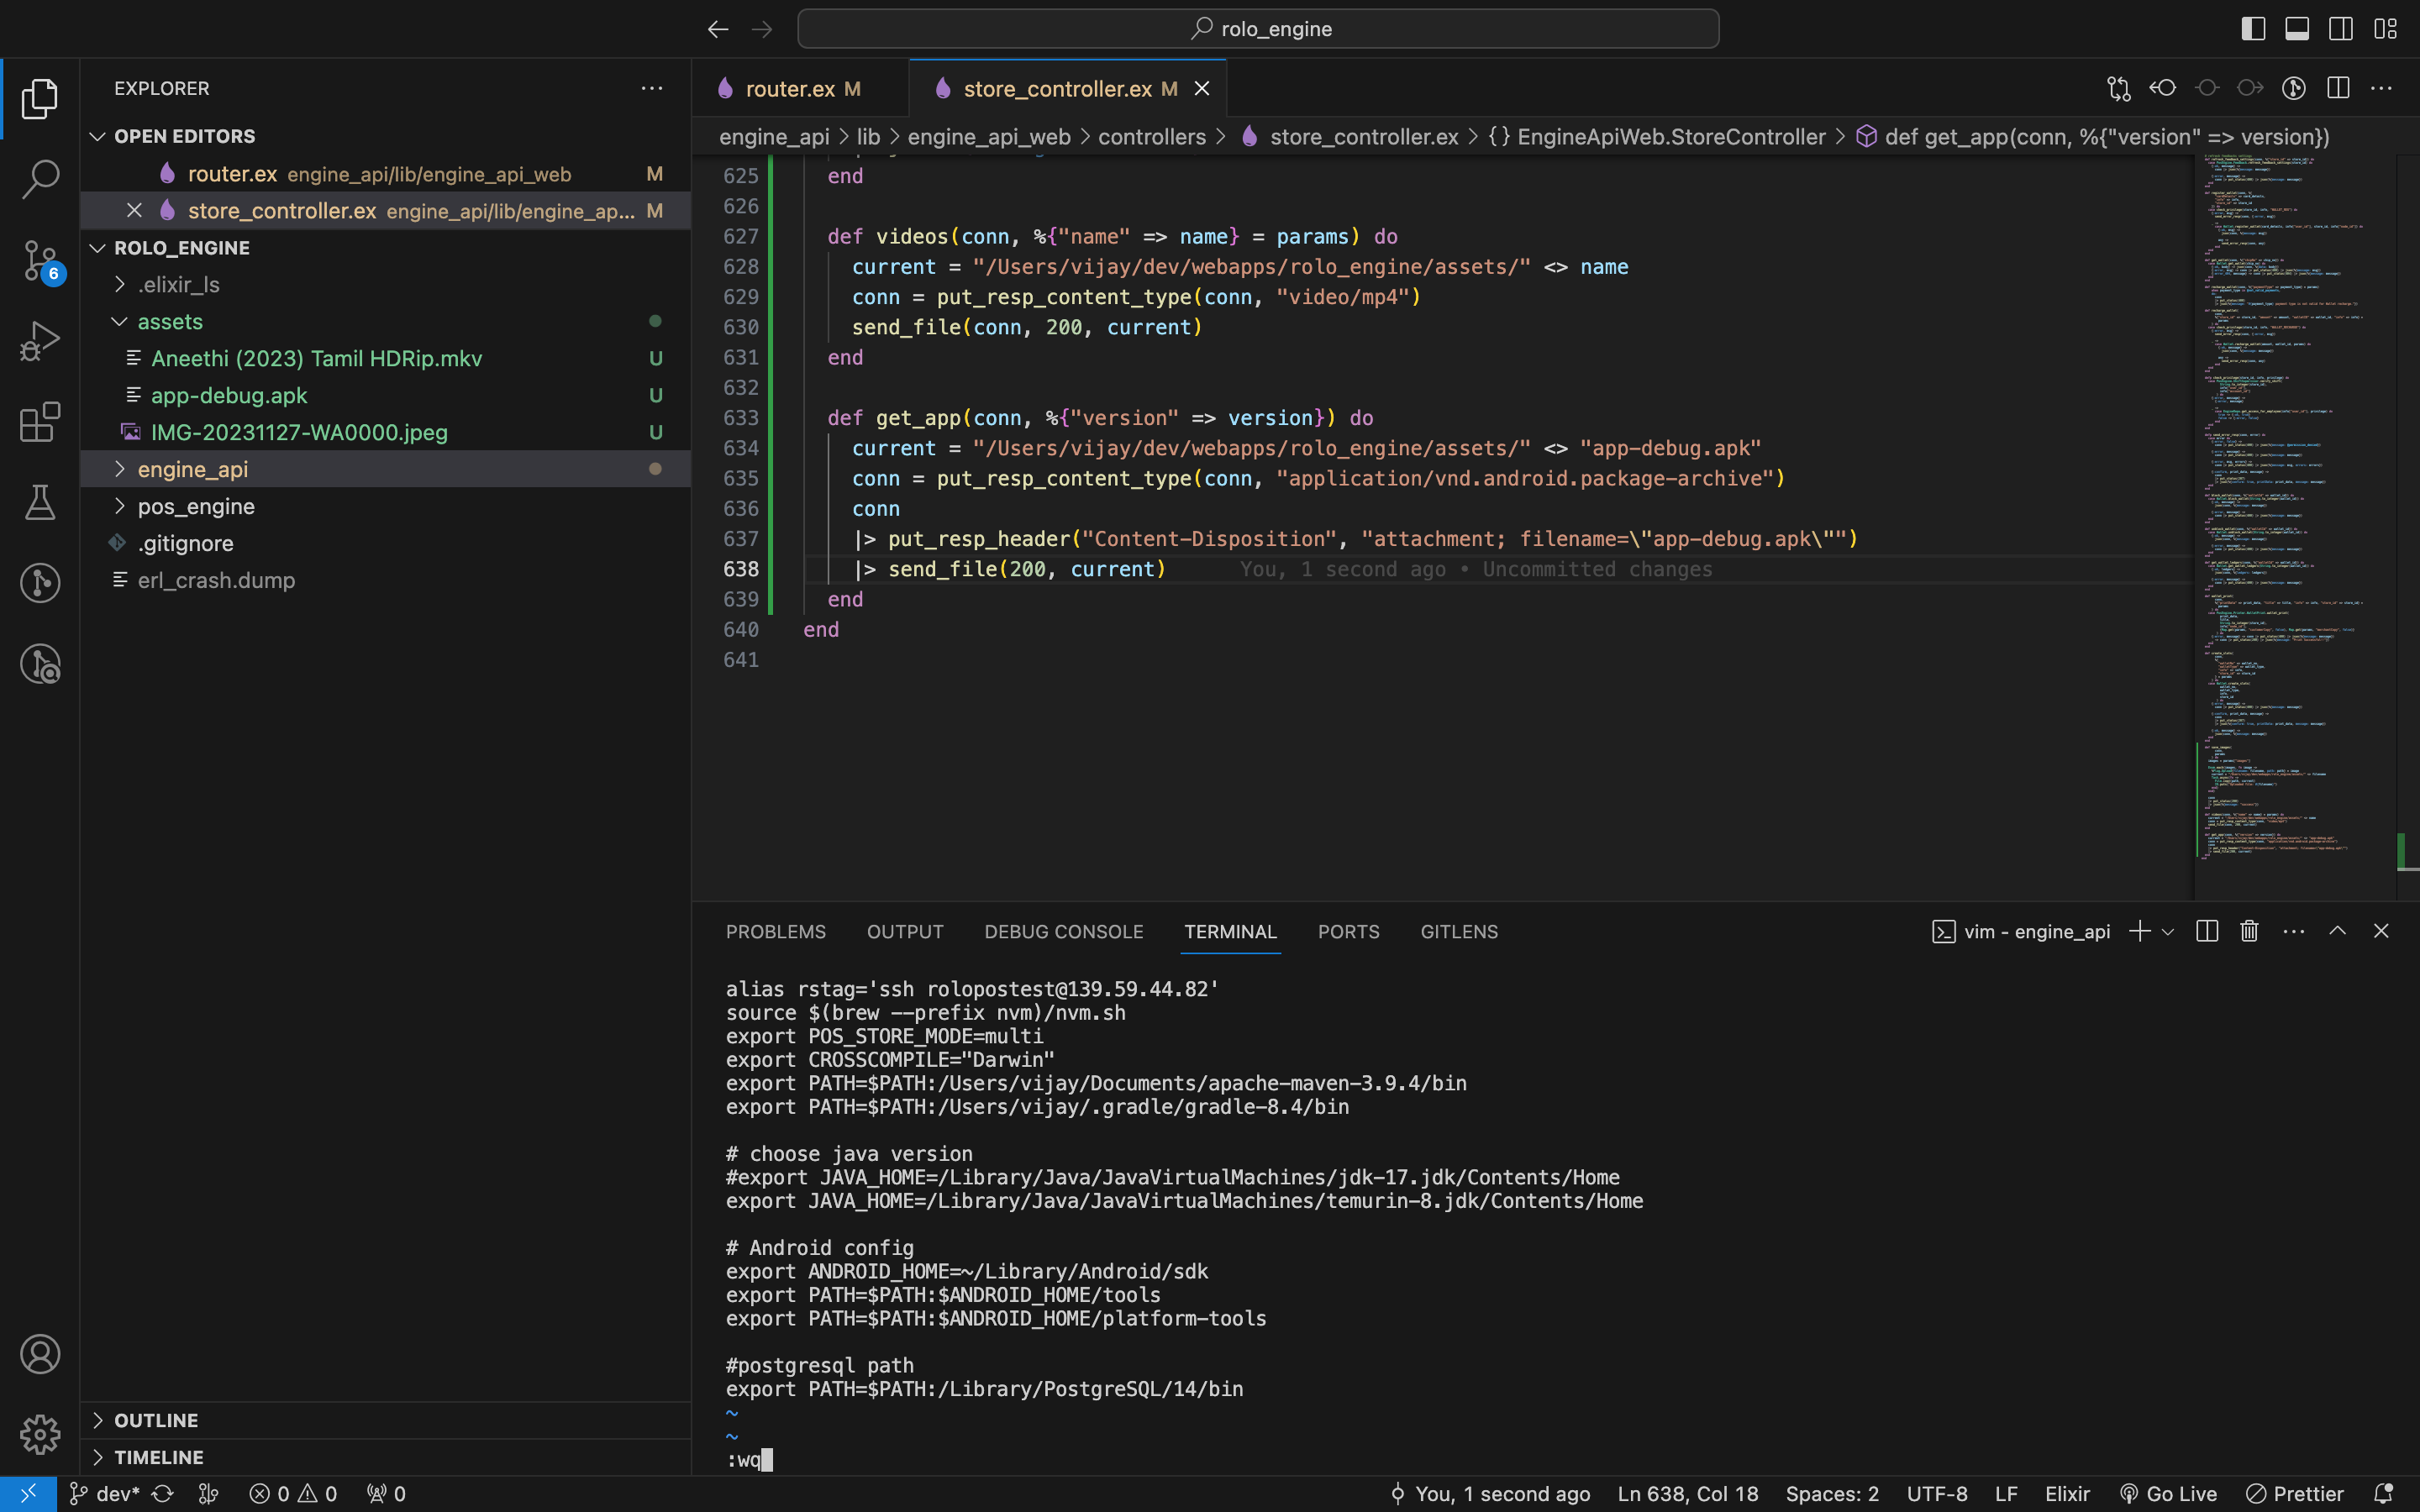 rolo_engine
EXPLORER
OPEN EDITORS
router.ex engine_api/lib/engine_api_web M
store_controller.ex engine_api/lib/engine_ap... M
ROLO_ENGINE
.elixir_ls
assets
Aneethi (2023) Tamil HDRip.mkv U
app-debug.apk U
IMG-20231127-WA0000.jpeg U
engine_api
pos_engine
.gitignore
erl_crash.dump
OUTLINE
TIMELINE
6
router.ex M
store_controller.ex M
engine_api > lib > engine_api_web > controllers > store_controller.ex > {} EngineApiWeb.StoreController > def get_app(conn, %{"version" => version})
625 end
626
627 def videos(conn, %{"name" => name} = params) do
628 current = "/Users/vijay/dev/webapps/rolo_engine/assets/" <> name
629 conn = put_resp_content_type(conn, "video/mp4")
630 send_file(conn, 200, current)
631 end
632
633 def get_app(conn, %{"version" => version}) do
634 current = "/Users/vijay/dev/webapps/rolo_engine/assets/" <> "app-debug.apk"
635 conn = put_resp_content_type(conn, "application/vnd.android.package-archive")
636 conn
637 |> put_resp_header("Content-Disposition", "attachment; filename=\"app-debug.apk\"")
638 |> send_file(200, current) You, 1 second ago • Uncommitted changes
639 end
640 end
641
PROBLEMS OUTPUT DEBUG CONSOLE TERMINAL PORTS GITLENS
vim - engine_api
alias rstag='ssh rolopostest@139.59.44.82'
source $(brew --prefix nvm)/nvm.sh
export POS_STORE_MODE=multi
export CROSSCOMPILE="Darwin"
export PATH=$PATH:/Users/vijay/Documents/apache-maven-3.9.4/bin
export PATH=$PATH:/Users/vijay/.gradle/gradle-8.4/bin
# choose java version
#export JAVA_HOME=/Library/Java/JavaVirtualMachines/jdk-17.jdk/Contents/Home
export JAVA_HOME=/Library/Java/JavaVirtualMachines/temurin-8.jdk/Contents/Home
# Android config
export ANDROID_HOME=~/Library/Android/sdk
export PATH=$PATH:$ANDROID_HOME/tools
export PATH=$PATH:$ANDROID_HOME/platform-tools
#postgresql path
export PATH=$PATH:/Library/PostgreSQL/14/bin
~
~
:wq
dev* 0 0 0 You, 1 second ago Ln 638, Col 18 Spaces: 2 UTF-8 LF Elixir Go Live Prettier